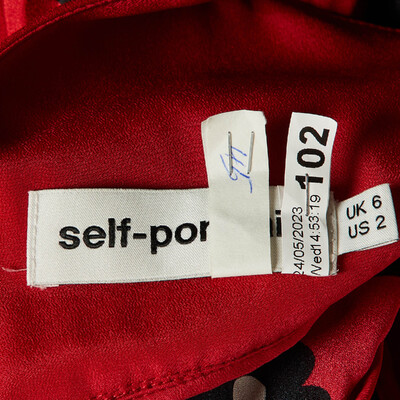 self-por
UK 6
US 2
102
24/05/2023
/Wed14:53:19